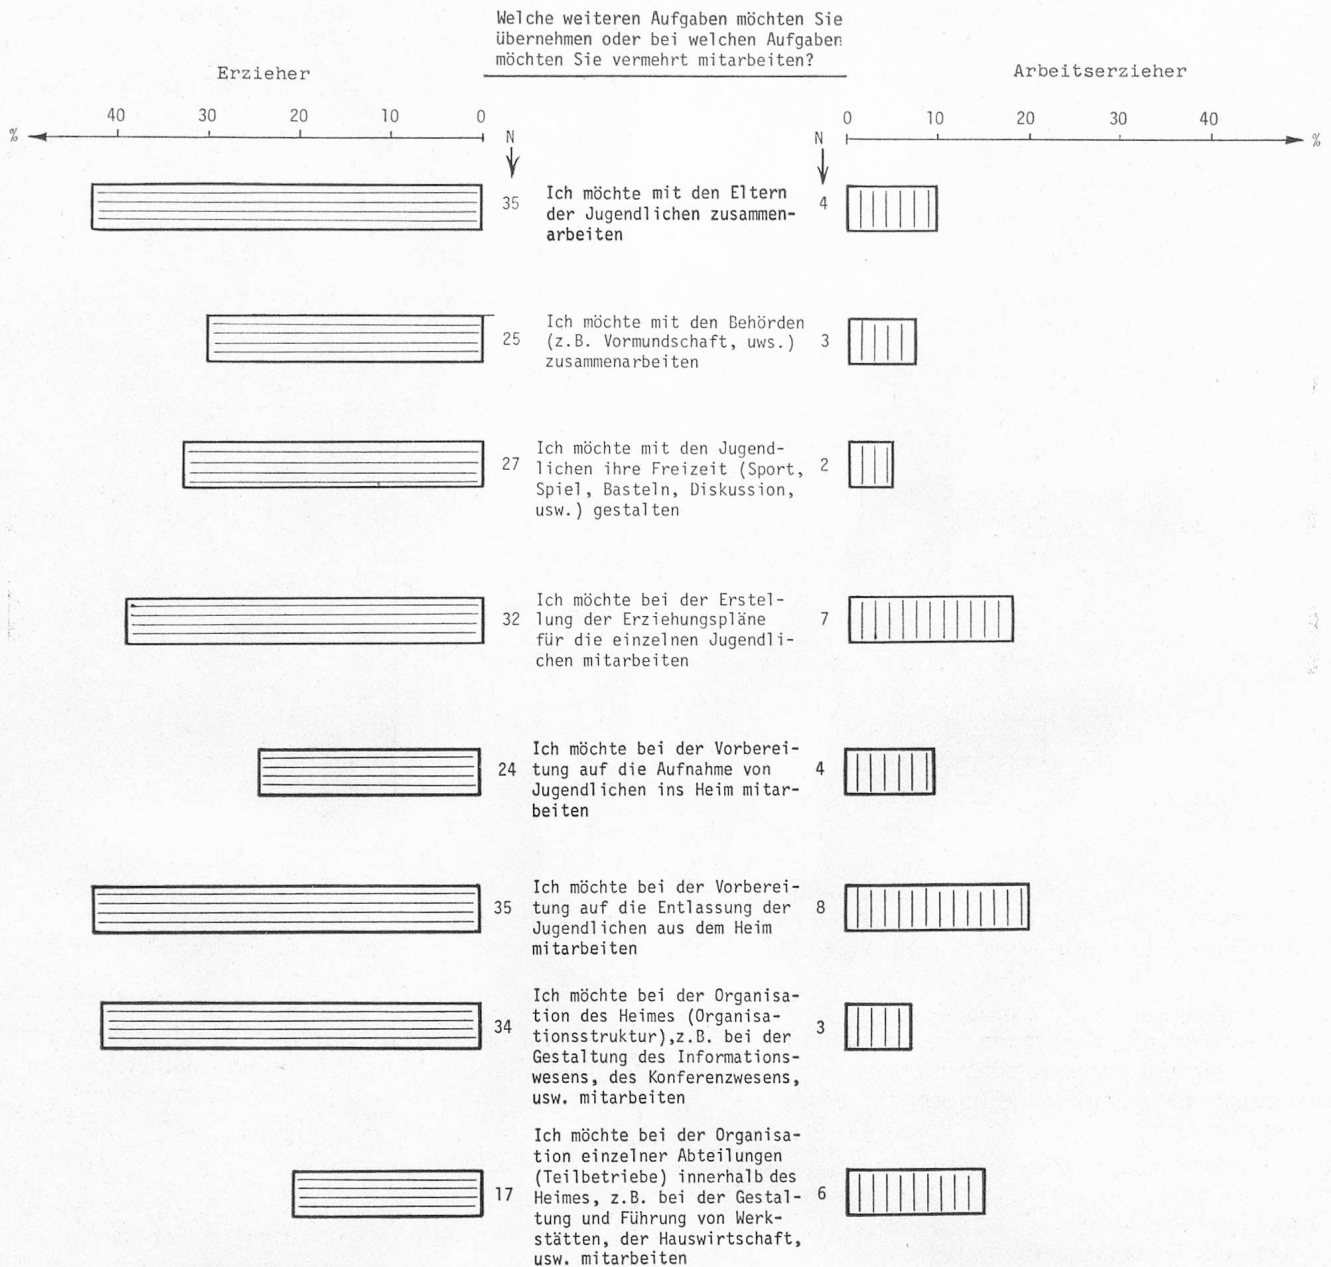 Welche weiteren Aufgaben möchten Sie
übernehmen oder bei welchen Aufgaben
möchten Sie vermehrt mitarbeiten?
Erzieher
Arbeitserzieher
% 40 30 20 10 0 N
N 0 10 20 30 40 %
35 Ich möchte mit den Eltern 4
der Jugendlichen zusammen-
arbeiten
Ich möchte mit den Behörden
25 (z.B. Vormundschaft, uws.) 3
zusammenarbeiten
Ich möchte mit den Jugend-
27 lichen ihre Freizeit (Sport, 2
Spiel, Basteln, Diskussion,
usw.) gestalten
Ich möchte bei der Erstel-
32 lung der Erziehungspläne 7
für die einzelnen Jugendli-
chen mitarbeiten
Ich möchte bei der Vorberei-
24 tung auf die Aufnahme von 4
Jugendlichen ins Heim mitar-
beiten
Ich möchte bei der Vorberei-
35 tung auf die Entlassung der 8
Jugendlichen aus dem Heim
mitarbeiten
Ich möchte bei der Organisa-
tion des Heimes (Organisa-
34 tionsstruktur),z.B. bei der 3
Gestaltung des Informations-
wesens, des Konferenzwesens,
usw. mitarbeiten
Ich möchte bei der Organisa-
tion einzelner Abteilungen
(Teilbetriebe) innerhalb des
17 Heimes, z.B. bei der Gestal- 6
tung und Führung von Werk-
stätten, der Hauswirtschaft,
usw. mitarbeiten